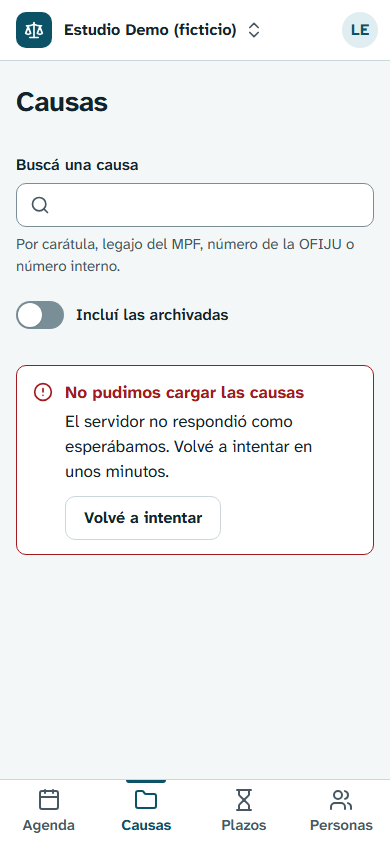 Estudio Demo (ficticio)
LE
Causas
Buscá una causa
Por carátula, legajo del MPF, número de la OFIJU o
número interno.
Incluí las archivadas
No pudimos cargar las causas
El servidor no respondió como
esperábamos. Volvé a intentar en
unos minutos.
Volvé a intentar
Agenda
Causas
Plazos
Personas